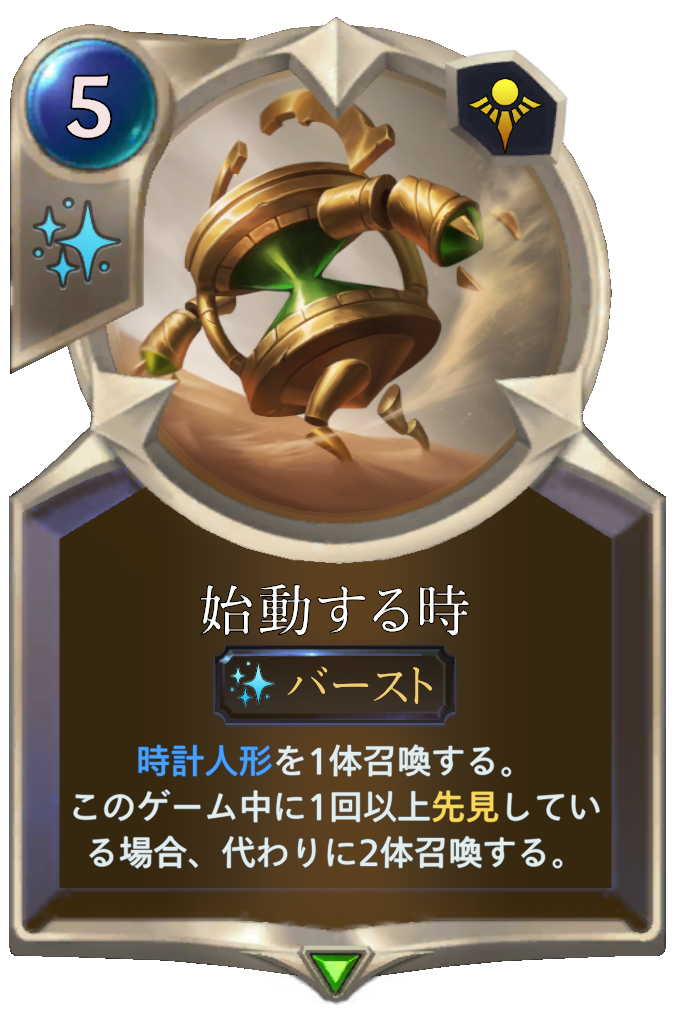 5
始動する時
バースト
時計人形を1体召喚する。
このゲーム中に1回以上先見してい
る場合、代わりに2体召喚する。